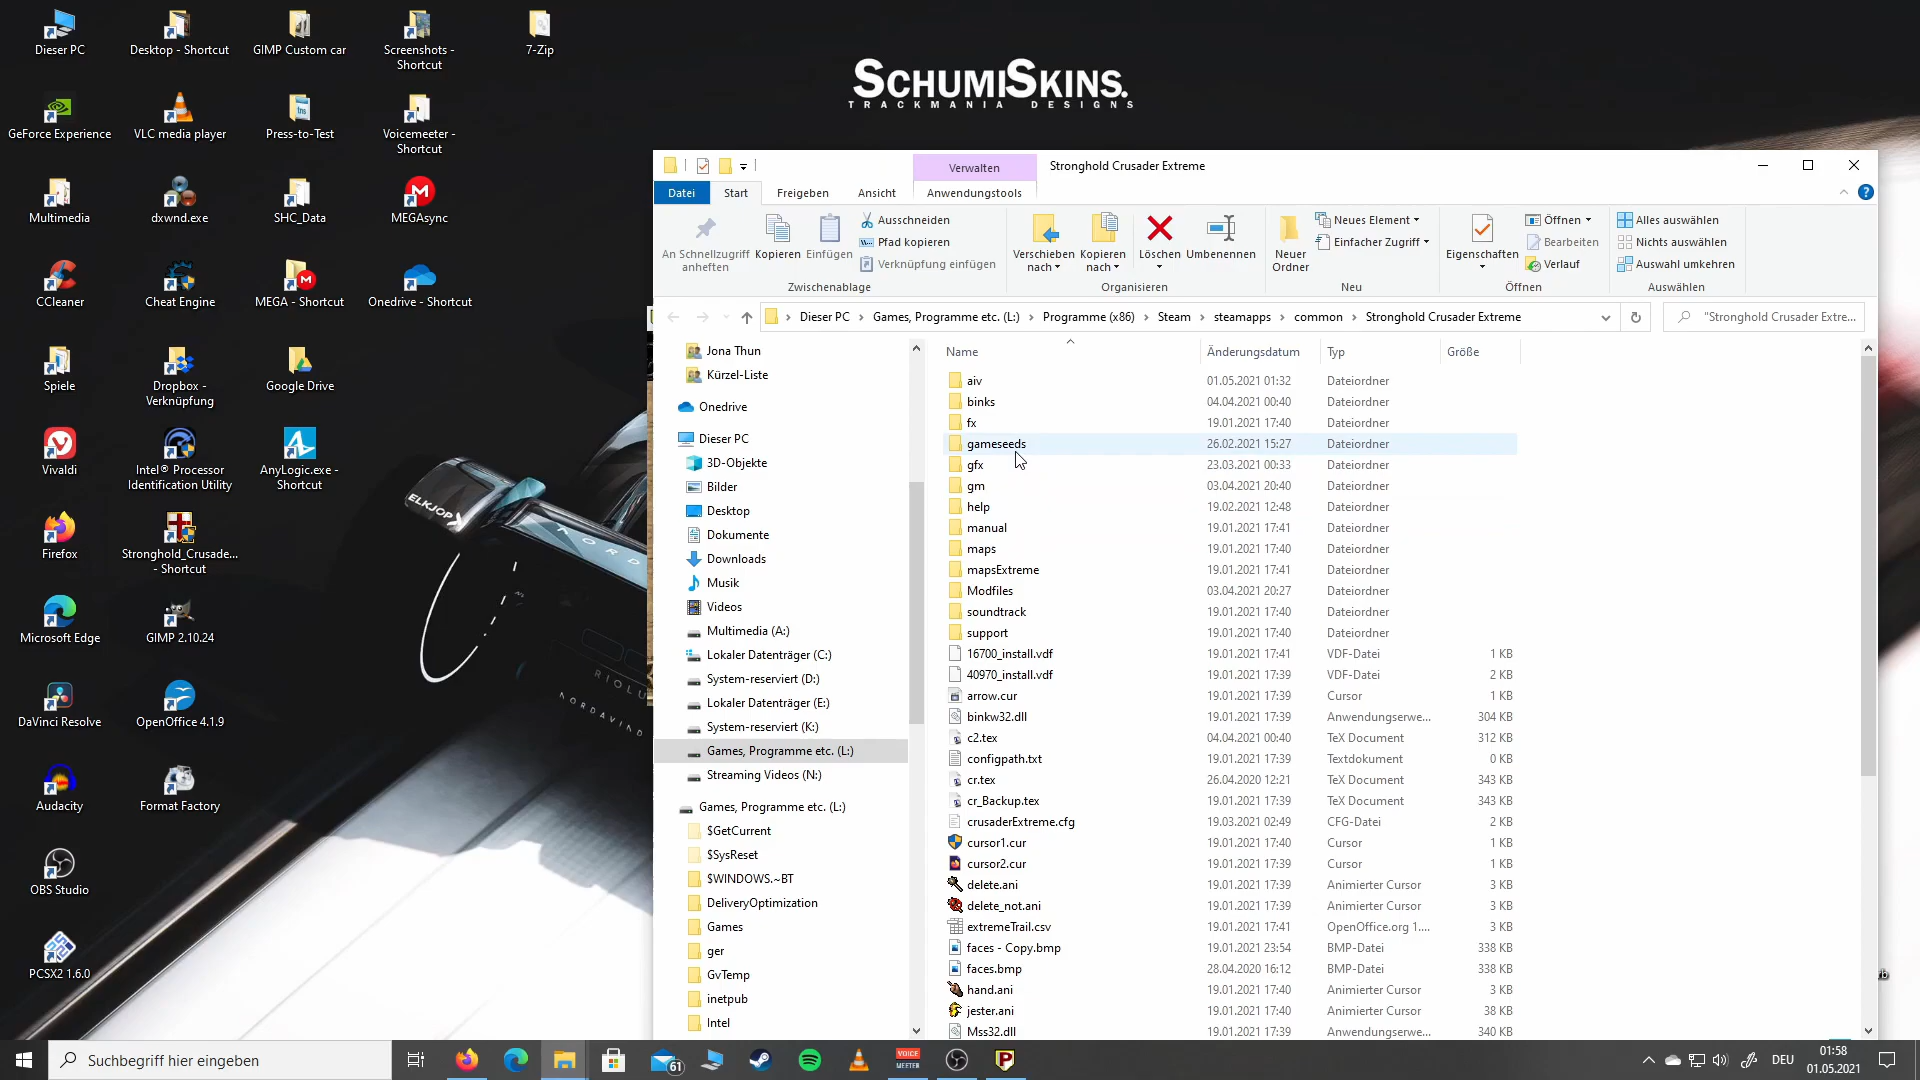 Dieser PC
Desktop - Shortcut
GIMP Custom car
Screenshots -
Shortcut
7-Zip
GeForce Experience
VLC media player
Press-to-Test
Voicemeeter -
Shortcut
Multimedia
dxwnd.exe
SHC_Data
MEGAsync
CCleaner
Cheat Engine
MEGA - Shortcut
Onedrive - Shortcut
Spiele
Dropbox -
Verknüpfung
Google Drive
Vivaldi
Intel® Processor
Identification Utility
AnyLogic.exe -
Shortcut
Firefox
Stronghold_Crusade...
- Shortcut
Microsoft Edge
GIMP 2.10.24
DaVinci Resolve
OpenOffice 4.1.9
Audacity
Format Factory
OBS Studio
PCSX2 1.6.0
SCHUMISKINS.
TRACKMANIA DESIGNS
ELKJOP
NORD
RIOLU
NORDAVIND
Verwalten
Stronghold Crusader Extreme
Datei
Start
Freigeben
Ansicht
Anwendungstools
An Schnellzugriff
anheften
Kopieren
Einfügen
Ausschneiden
Pfad kopieren
Verknüpfung einfügen
Zwischenablage
Verschieben
nach
Kopieren
nach
Löschen
Umbenennen
Organisieren
Neuer
Ordner
Neues Element
Einfacher Zugriff
Neu
Eigenschaften
Öffnen
Bearbeiten
Verlauf
Öffnen
Alles auswählen
Nichts auswählen
Auswahl umkehren
Auswählen
Dieser PC > Games, Programme etc. (L:) > Programme (x86) > Steam > steamapps > common > Stronghold Crusader Extreme
"Stronghold Crusader Extre...
Jona Thun
Kürzel-Liste
Onedrive
Dieser PC
3D-Objekte
Bilder
Desktop
Dokumente
Downloads
Musik
Videos
Multimedia (A:)
Lokaler Datenträger (C:)
System-reserviert (D:)
Lokaler Datenträger (E:)
System-reserviert (K:)
Games, Programme etc. (L:)
Streaming Videos (N:)
Games, Programme etc. (L:)
$GetCurrent
$SysReset
$WINDOWS.~BT
DeliveryOptimization
Games
ger
GvTemp
inetpub
Intel
Name Änderungsdatum Typ Größe
aiv 01.05.2021 01:32 Dateiordner
binks 04.04.2021 00:40 Dateiordner
fx 19.01.2021 17:40 Dateiordner
gameseeds 26.02.2021 15:27 Dateiordner
gfx 23.03.2021 00:33 Dateiordner
gm 03.04.2021 20:40 Dateiordner
help 19.02.2021 12:48 Dateiordner
manual 19.01.2021 17:41 Dateiordner
maps 19.01.2021 17:40 Dateiordner
mapsExtreme 19.01.2021 17:41 Dateiordner
Modfiles 03.04.2021 20:27 Dateiordner
soundtrack 19.01.2021 17:40 Dateiordner
support 19.01.2021 17:40 Dateiordner
16700_install.vdf 19.01.2021 17:41 VDF-Datei 1 KB
40970_install.vdf 19.01.2021 17:39 VDF-Datei 2 KB
arrow.cur 19.01.2021 17:39 Cursor 1 KB
binkw32.dll 19.01.2021 17:39 Anwendungserwe... 304 KB
c2.tex 04.04.2021 00:40 TeX Document 312 KB
configpath.txt 19.01.2021 17:39 Textdokument 0 KB
cr.tex 26.04.2020 12:21 TeX Document 343 KB
cr_Backup.tex 19.01.2021 17:39 TeX Document 343 KB
crusaderExtreme.cfg 19.03.2021 02:49 CFG-Datei 2 KB
cursor1.cur 19.01.2021 17:40 Cursor 1 KB
cursor2.cur 19.01.2021 17:39 Cursor 1 KB
delete.ani 19.01.2021 17:39 Animierter Cursor 3 KB
delete_not.ani 19.01.2021 17:39 Animierter Cursor 3 KB
extremeTrail.csv 19.01.2021 17:41 OpenOffice.org 1.... 3 KB
faces - Copy.bmp 19.01.2021 23:54 BMP-Datei 338 KB
faces.bmp 28.04.2020 16:12 BMP-Datei 338 KB
hand.ani 19.01.2021 17:40 Animierter Cursor 3 KB
jester.ani 19.01.2021 17:40 Animierter Cursor 38 KB
Mss32.dll 19.01.2021 17:39 Anwendungserwe... 340 KB
Suchbegriff hier eingeben
61
VOICE
MEETER
DEU
01:58
01.05.2021